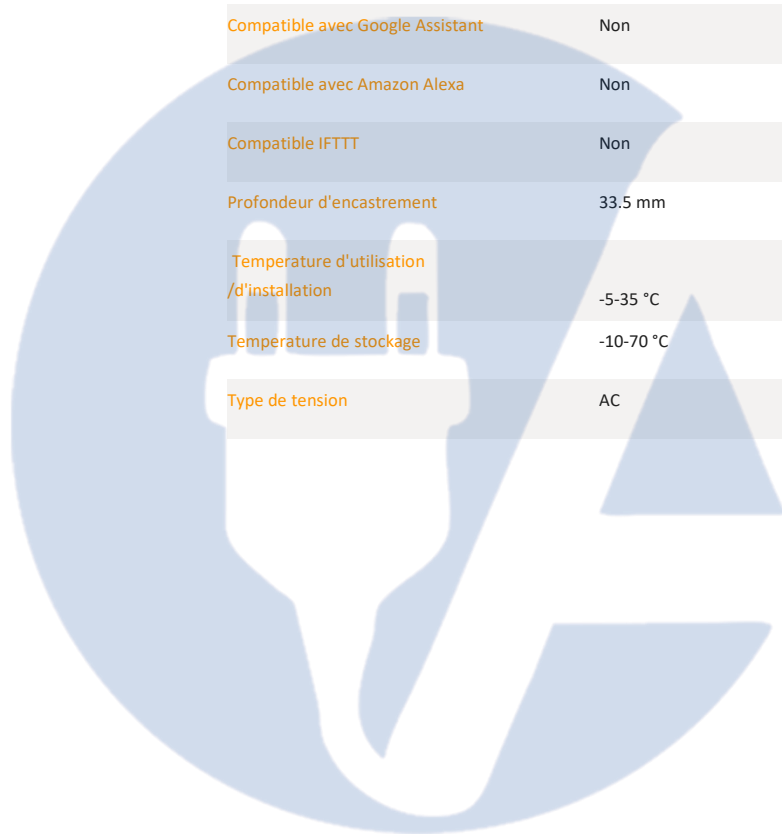 Compatible avec Google Assistant Non
Compatible avec Amazon Alexa Non
Compatible IFTTT Non
Profondeur d'encastrement 33.5 mm
Temperature d'utilisation
/d'installation -5-35 °C
Temperature de stockage -10-70 °C
Type de tension AC